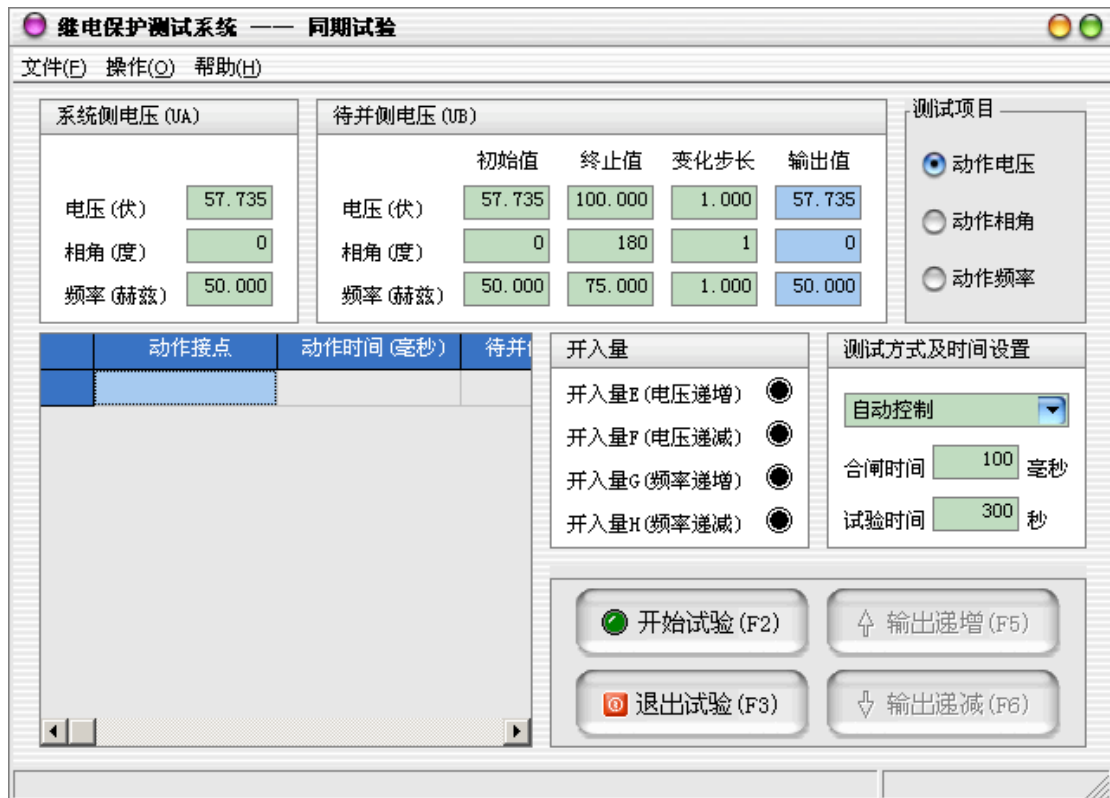 继电保护测试系统 —— 同期试验
文件(F) 操作(O) 帮助(H)
系统侧电压(UA)
电压(伏) 57.735
相角(度) 0
频率(赫兹) 50.000
待并侧电压(UB)
初始值 终止值 变化步长 输出值
电压(伏) 57.735 100.000 1.000 57.735
相角(度) 0 180 1 0
频率(赫兹) 50.000 75.000 1.000 50.000
测试项目
动作电压
动作相角
动作频率
动作接点 动作时间(毫秒) 待并
开入量
开入量E(电压递增)
开入量F(电压递减)
开入量G(频率递增)
开入量H(频率递减)
测试方式及时间设置
自动控制
合闸时间 100 毫秒
试验时间 300 秒
开始试验(F2) 输出递增(F5)
退出试验(F3) 输出递减(F6)